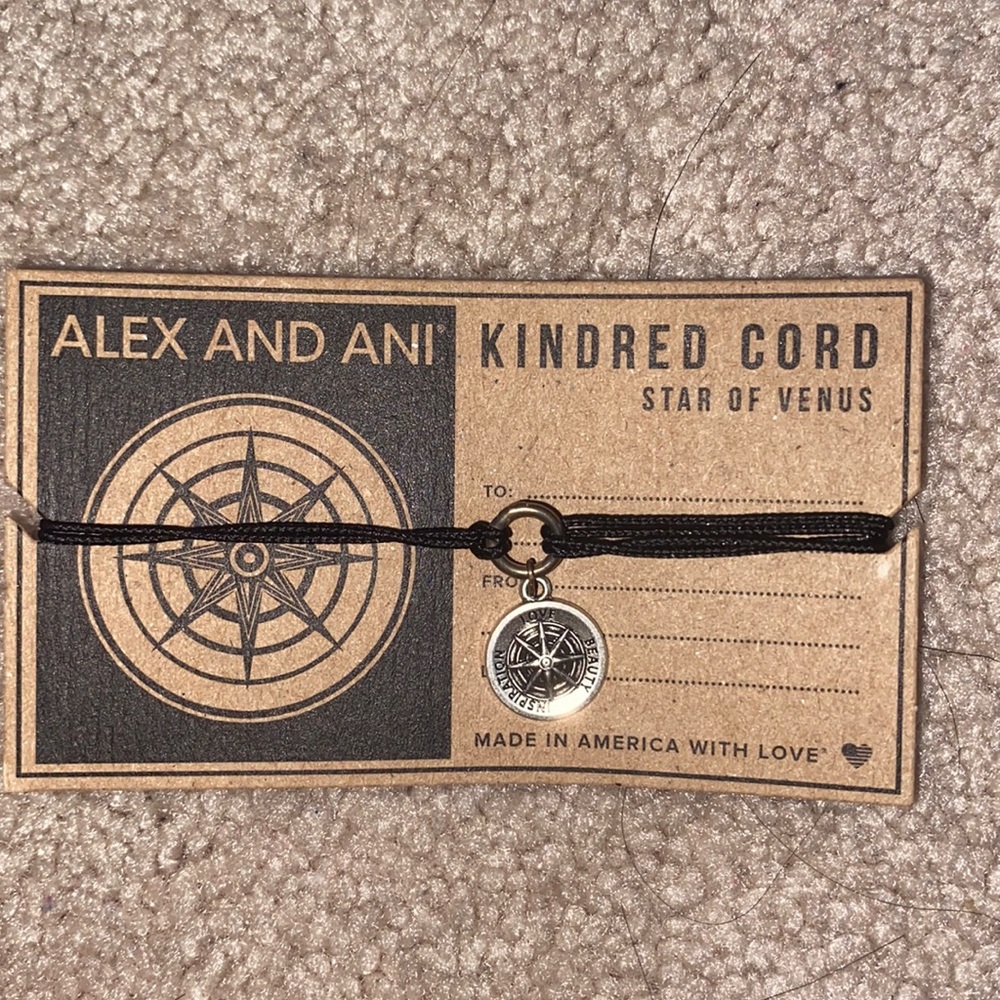 ALEX AND ANI®
KINDRED CORD
STAR OF VENUS
TO:
FRO
LOVE
BEAUTY
INSPIRATION
MADE IN AMERICA WITH LOVE®